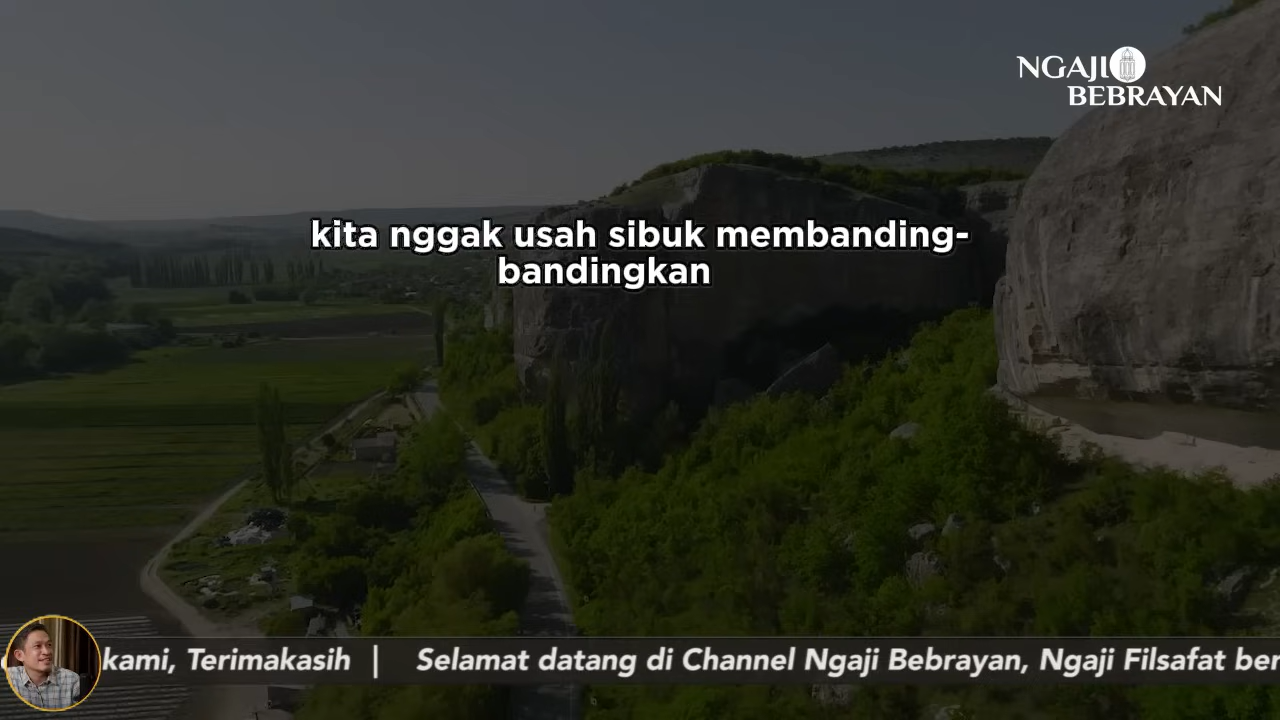 NGAJI
BEBRAYAN
kita nggak usah sibuk membanding-
bandingkan
kami, Terimakasih | Selamat datang di Channel Ngaji Bebrayan, Ngaji Filsafat ber